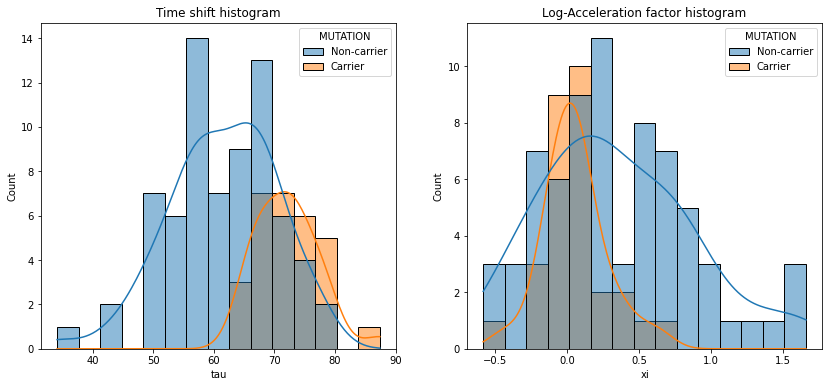 Time shift histogram
MUTATION
Non-carrier
Carrier
14
12
10
8
6
4
2
0
Count
40
50
60
70
80
90
tau
Log-Acceleration factor histogram
MUTATION
Non-carrier
Carrier
10
8
6
4
2
0
Count
−0.5
0.0
0.5
1.0
1.5
xi